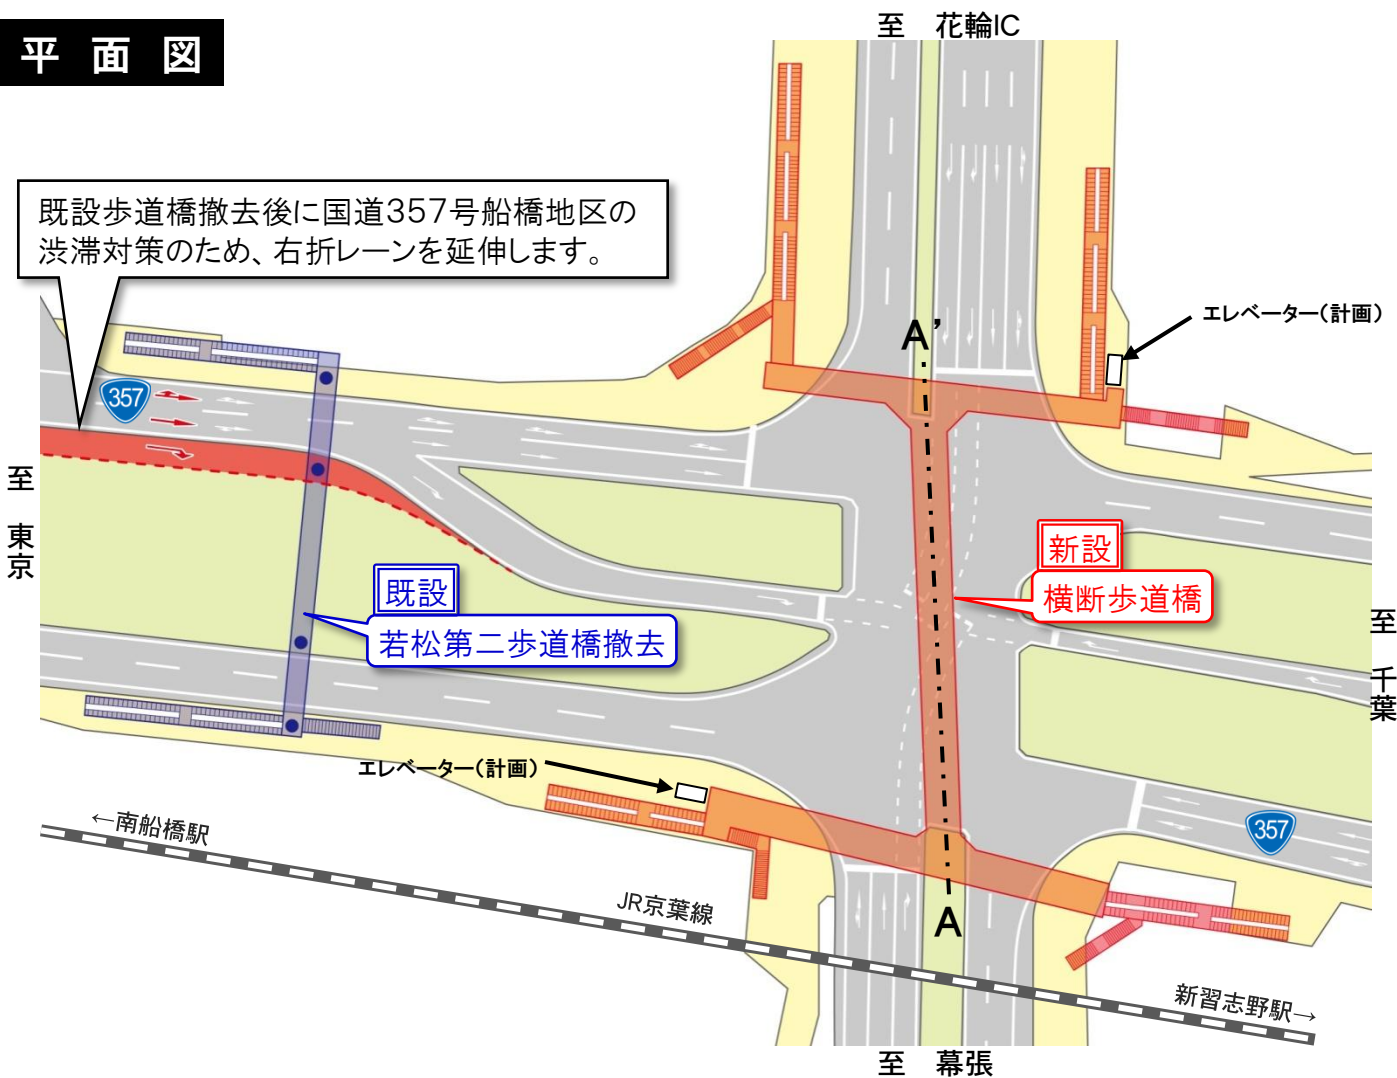 平面図
至 花輪IC
既設歩道橋撤去後に国道357号船橋地区の
渋滞対策のため、右折レーンを延伸します。
エレベーター(計画)
A'
357
至 東京
新設
横断歩道橋
既設
若松第二歩道橋撤去
至 千葉
エレベーター(計画)
357
←南船橋駅
JR京葉線
A
新習志野駅→
至 幕張